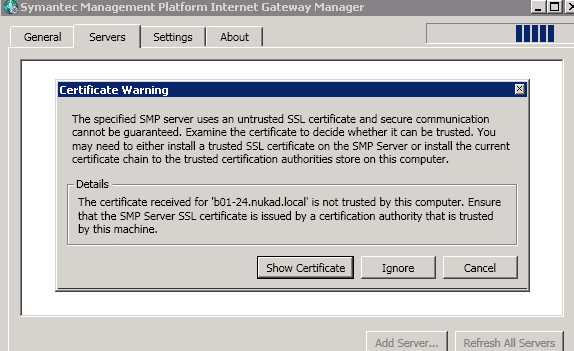 Symantec Management Platform Internet Gateway Manager
General Servers Settings About
Certificate Warning
The specified SMP server uses an untrusted SSL certificate and secure communication
cannot be guaranteed. Examine the certificate to decide whether it can be trusted. You
may need to either install a trusted SSL certificate on the SMP Server or install the current
certificate chain to the trusted certification authorities store on this computer.
Details
The certificate received for 'b01-24.nukad.local' is not trusted by this computer. Ensure
that the SMP Server SSL certificate is issued by a certification authority that is trusted
by this machine.
Show Certificate Ignore Cancel
Add Server... Refresh All Servers